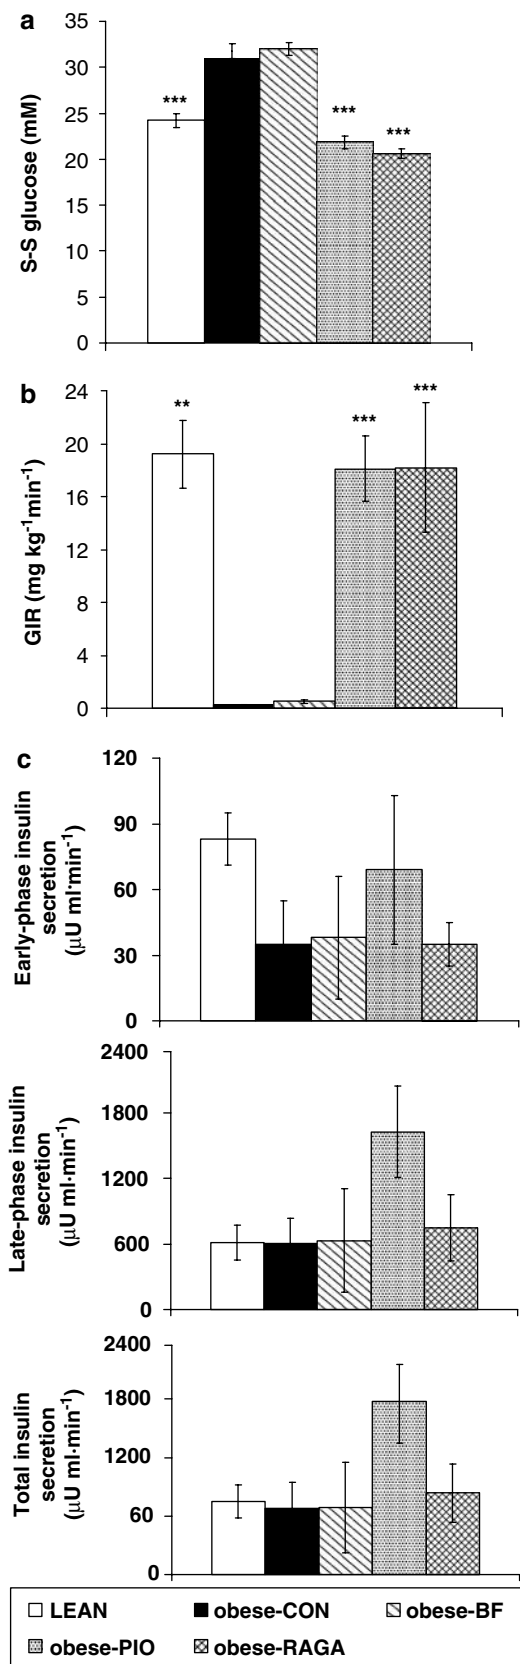 a
S-S glucose (mM)
35
30
25
20
15
10
5
0
***
***
***
b
GIR (mg kg⁻¹min⁻¹)
24
20
16
12
8
4
0
**
***
***
c
Early-phase insulin
secretion
(µU ml·min⁻¹)
120
90
60
30
0
Late-phase insulin
secretion
(µU ml·min⁻¹)
2400
1800
1200
600
0
Total insulin
secretion
(µU ml·min⁻¹)
2400
1800
1200
60
0
LEAN obese-CON obese-BF
obese-PIO obese-RAGA